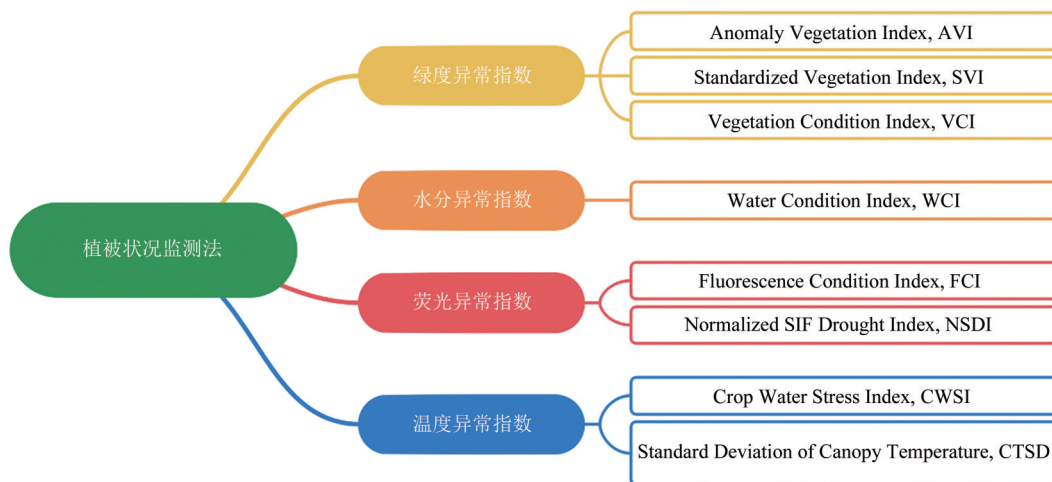 植被状况监测法
绿度异常指数
Anomaly Vegetation Index, AVI
Standardized Vegetation Index, SVI
Vegetation Condition Index, VCI
水分异常指数
Water Condition Index, WCI
荧光异常指数
Fluorescence Condition Index, FCI
Normalized SIF Drought Index, NSDI
温度异常指数
Crop Water Stress Index, CWSI
Standard Deviation of Canopy Temperature, CTSD